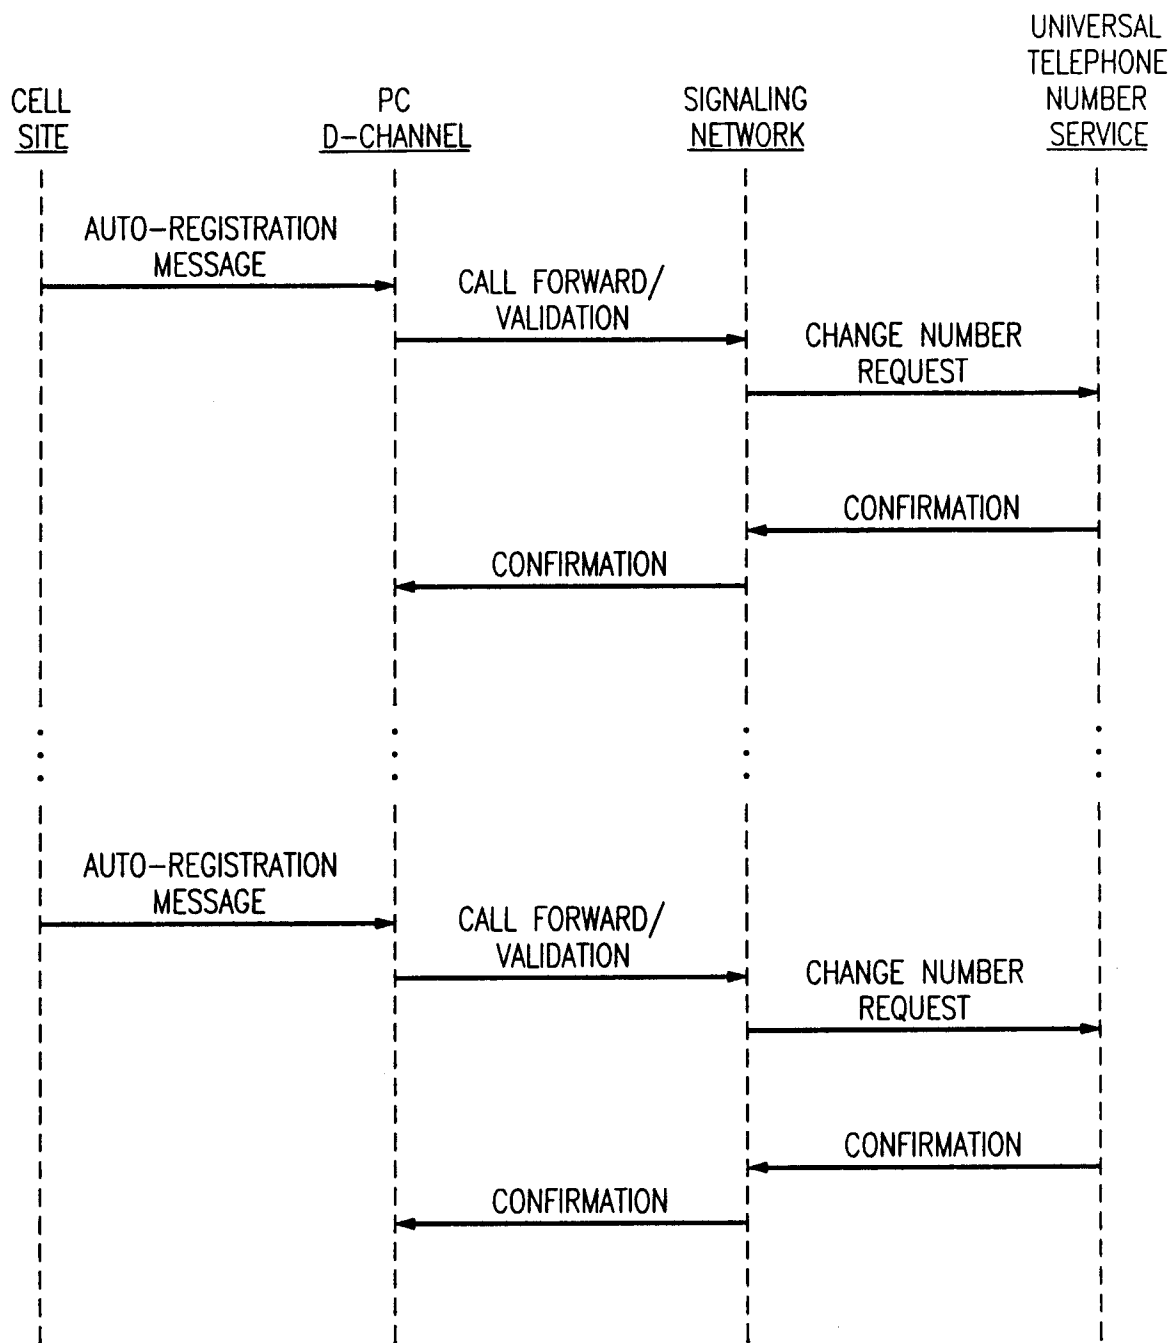 CELL
SITE
PC
D-CHANNEL
SIGNALING
NETWORK
UNIVERSAL
TELEPHONE
NUMBER
SERVICE
AUTO-REGISTRATION
MESSAGE
CALL FORWARD/
VALIDATION
CHANGE NUMBER
REQUEST
CONFIRMATION
CONFIRMATION
AUTO-REGISTRATION
MESSAGE
CALL FORWARD/
VALIDATION
CHANGE NUMBER
REQUEST
CONFIRMATION
CONFIRMATION